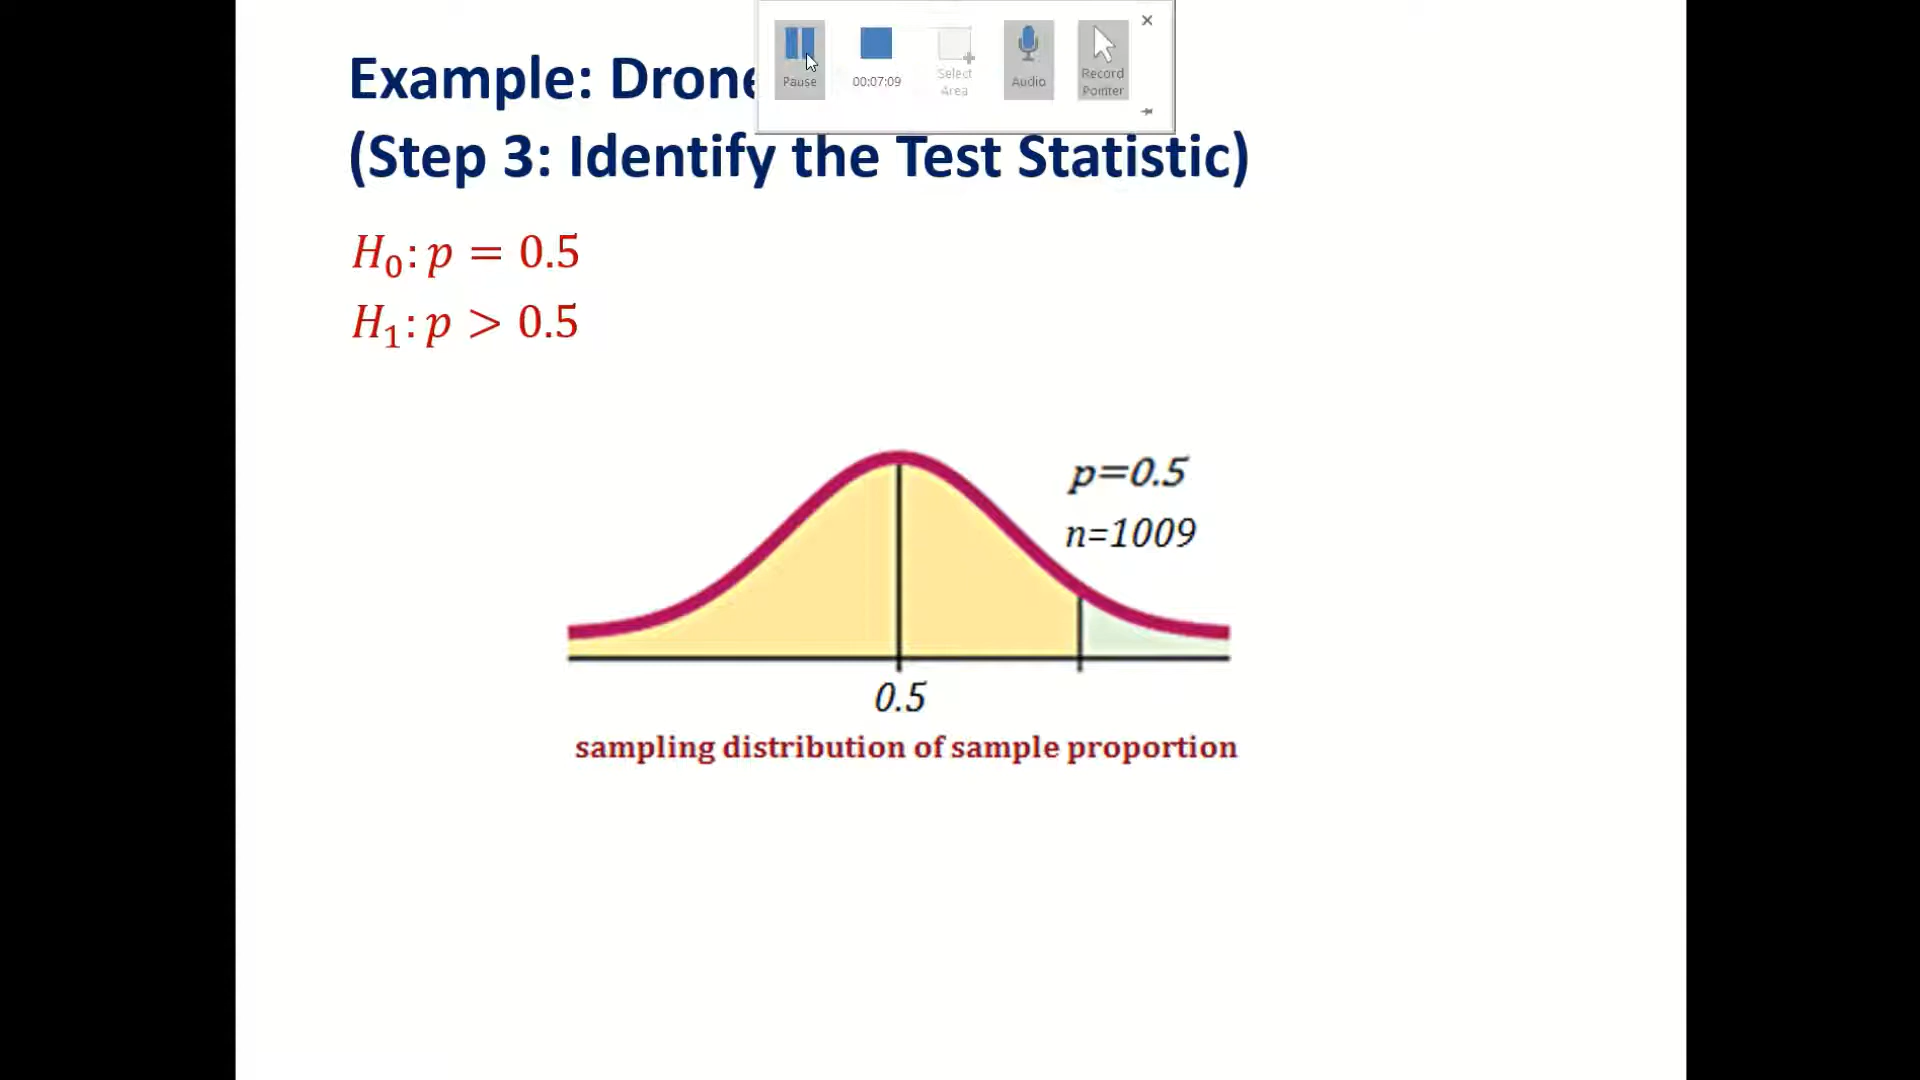 Pause
00:07:09
Select
Area
Audio
Record
Pointer
Example: Drone
(Step 3: Identify the Test Statistic)
H₀: p = 0.5
H₁: p > 0.5
p=0.5
n=1009
0.5
sampling distribution of sample proportion